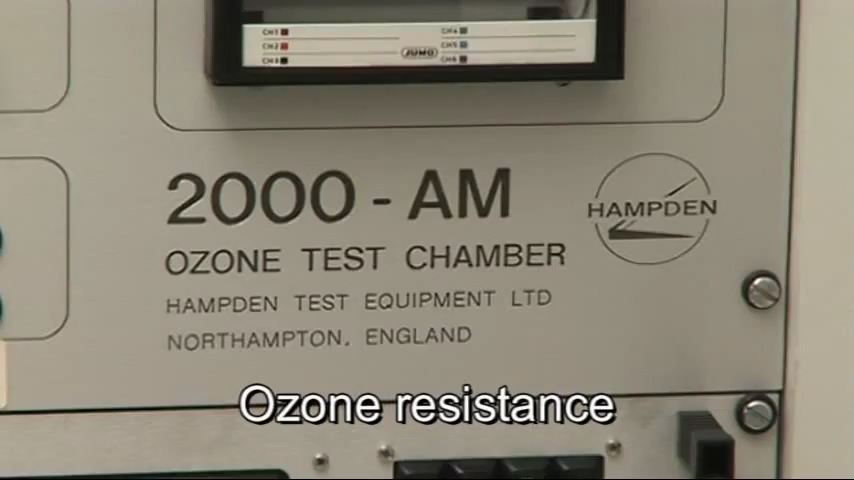 CH1 CH4
CH2 JUMO CH5
CH3 CH6
2000-AM
HAMPDEN
OZONE TEST CHAMBER
HAMPDEN TEST EQUIPMENT LTD
NORTHAMPTON. ENGLAND
Ozone resistance